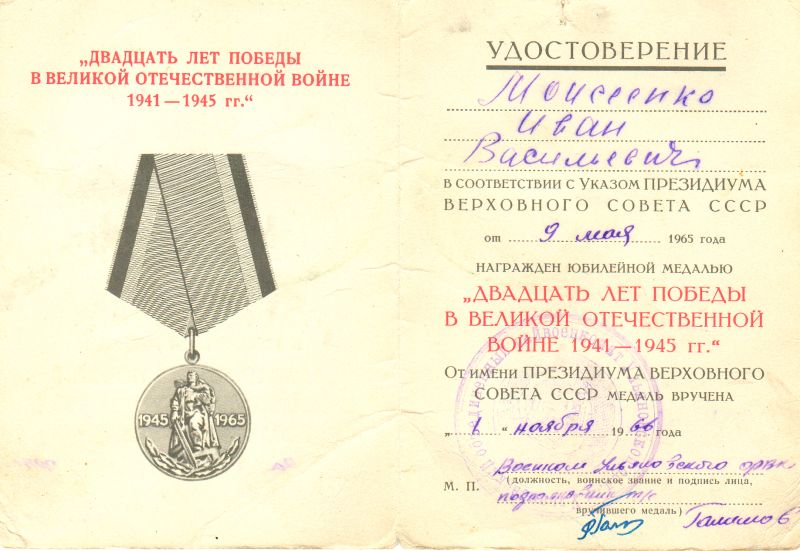 „ДВАДЦАТЬ ЛЕТ ПОБЕДЫ
В ВЕЛИКОЙ ОТЕЧЕСТВЕННОЙ ВОЙНЕ
1941—1945 гг.“
1945 1965
УДОСТОВЕРЕНИЕ
Моисеенко
Иван
Васильевич
В СООТВЕТСТВИИ С УКАЗОМ ПРЕЗИДИУМА
ВЕРХОВНОГО СОВЕТА СССР
от 9 мая 1965 года
НАГРАЖДЕН ЮБИЛЕЙНОЙ МЕДАЛЬЮ
„ДВАДЦАТЬ ЛЕТ ПОБЕДЫ
В ВЕЛИКОЙ ОТЕЧЕСТВЕННОЙ
ВОЙНЕ 1941—1945 гг.“
От имени ПРЕЗИДИУМА ВЕРХОВНОГО
СОВЕТА СССР МЕДАЛЬ ВРУЧЕНА
„1“ ноября 1966 года
Военком Ульяновского
М. П. (должность, воинское звание и подпись лица,
подполковник
вручившего медаль)